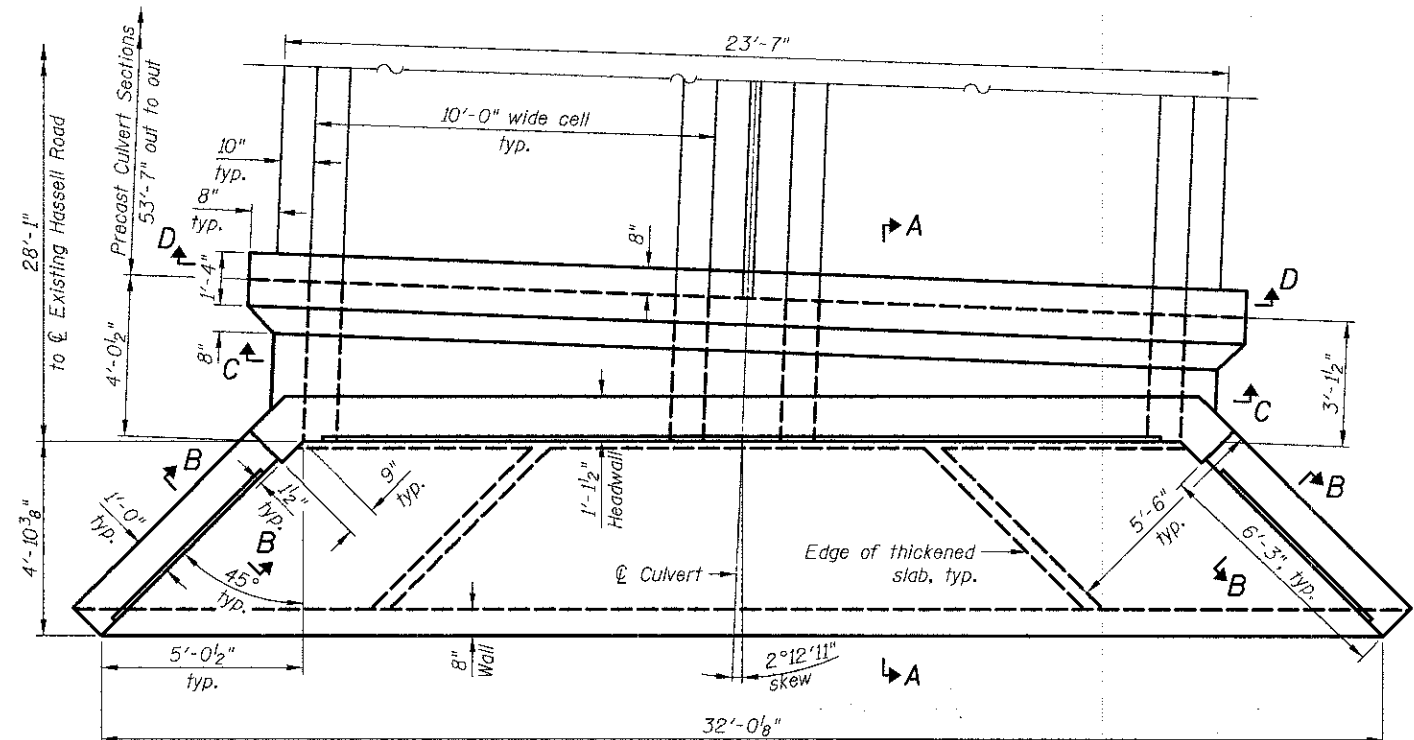 23'-7"
28'-1"
to ℄ Existing Hassell Road
Precast Culvert Sections
53'-7" out to out
10'-0" wide cell
typ.
10"
typ.
8"
typ.
8"
A
D
D
1'-4"
4'-0½"
8"
C
C
3'-1½"
B
B
1'-0"
typ.
1½"
typ.
9"
typ.
1'-1½"
Headwall
B
B
5'-6"
typ.
6'-3", typ.
4'-10⅜"
45°
typ.
℄ Culvert
Edge of thickened
slab, typ.
5'-0½"
typ.
8"
Wall
2°12'11"
skew
A
32'-0⅛"